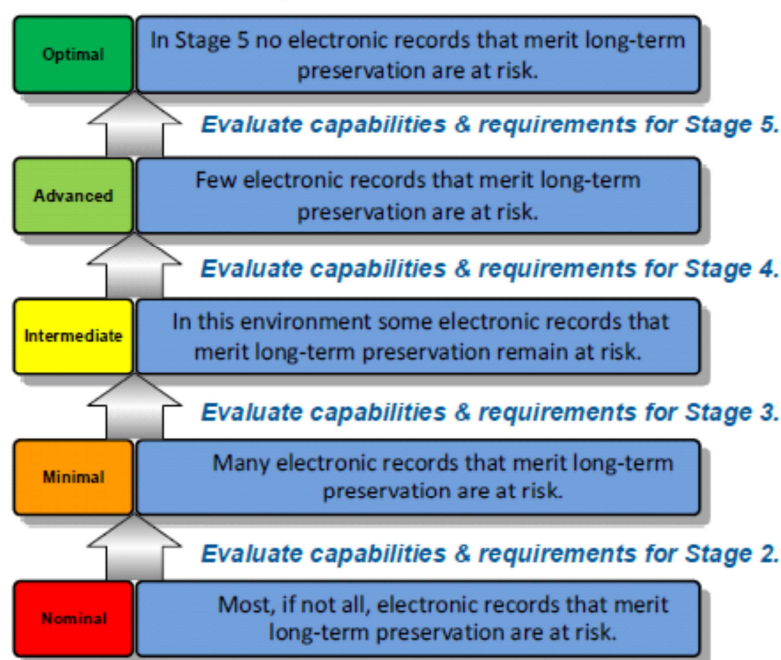 Optimal
In Stage 5 no electronic records that merit long-term
preservation are at risk.
Evaluate capabilities & requirements for Stage 5.
Advanced
Few electronic records that merit long-term
preservation are at risk.
Evaluate capabilities & requirements for Stage 4.
Intermediate
In this environment some electronic records that
merit long-term preservation remain at risk.
Evaluate capabilities & requirements for Stage 3.
Minimal
Many electronic records that merit long-term
preservation are at risk.
Evaluate capabilities & requirements for Stage 2.
Nominal
Most, if not all, electronic records that merit
long-term preservation are at risk.